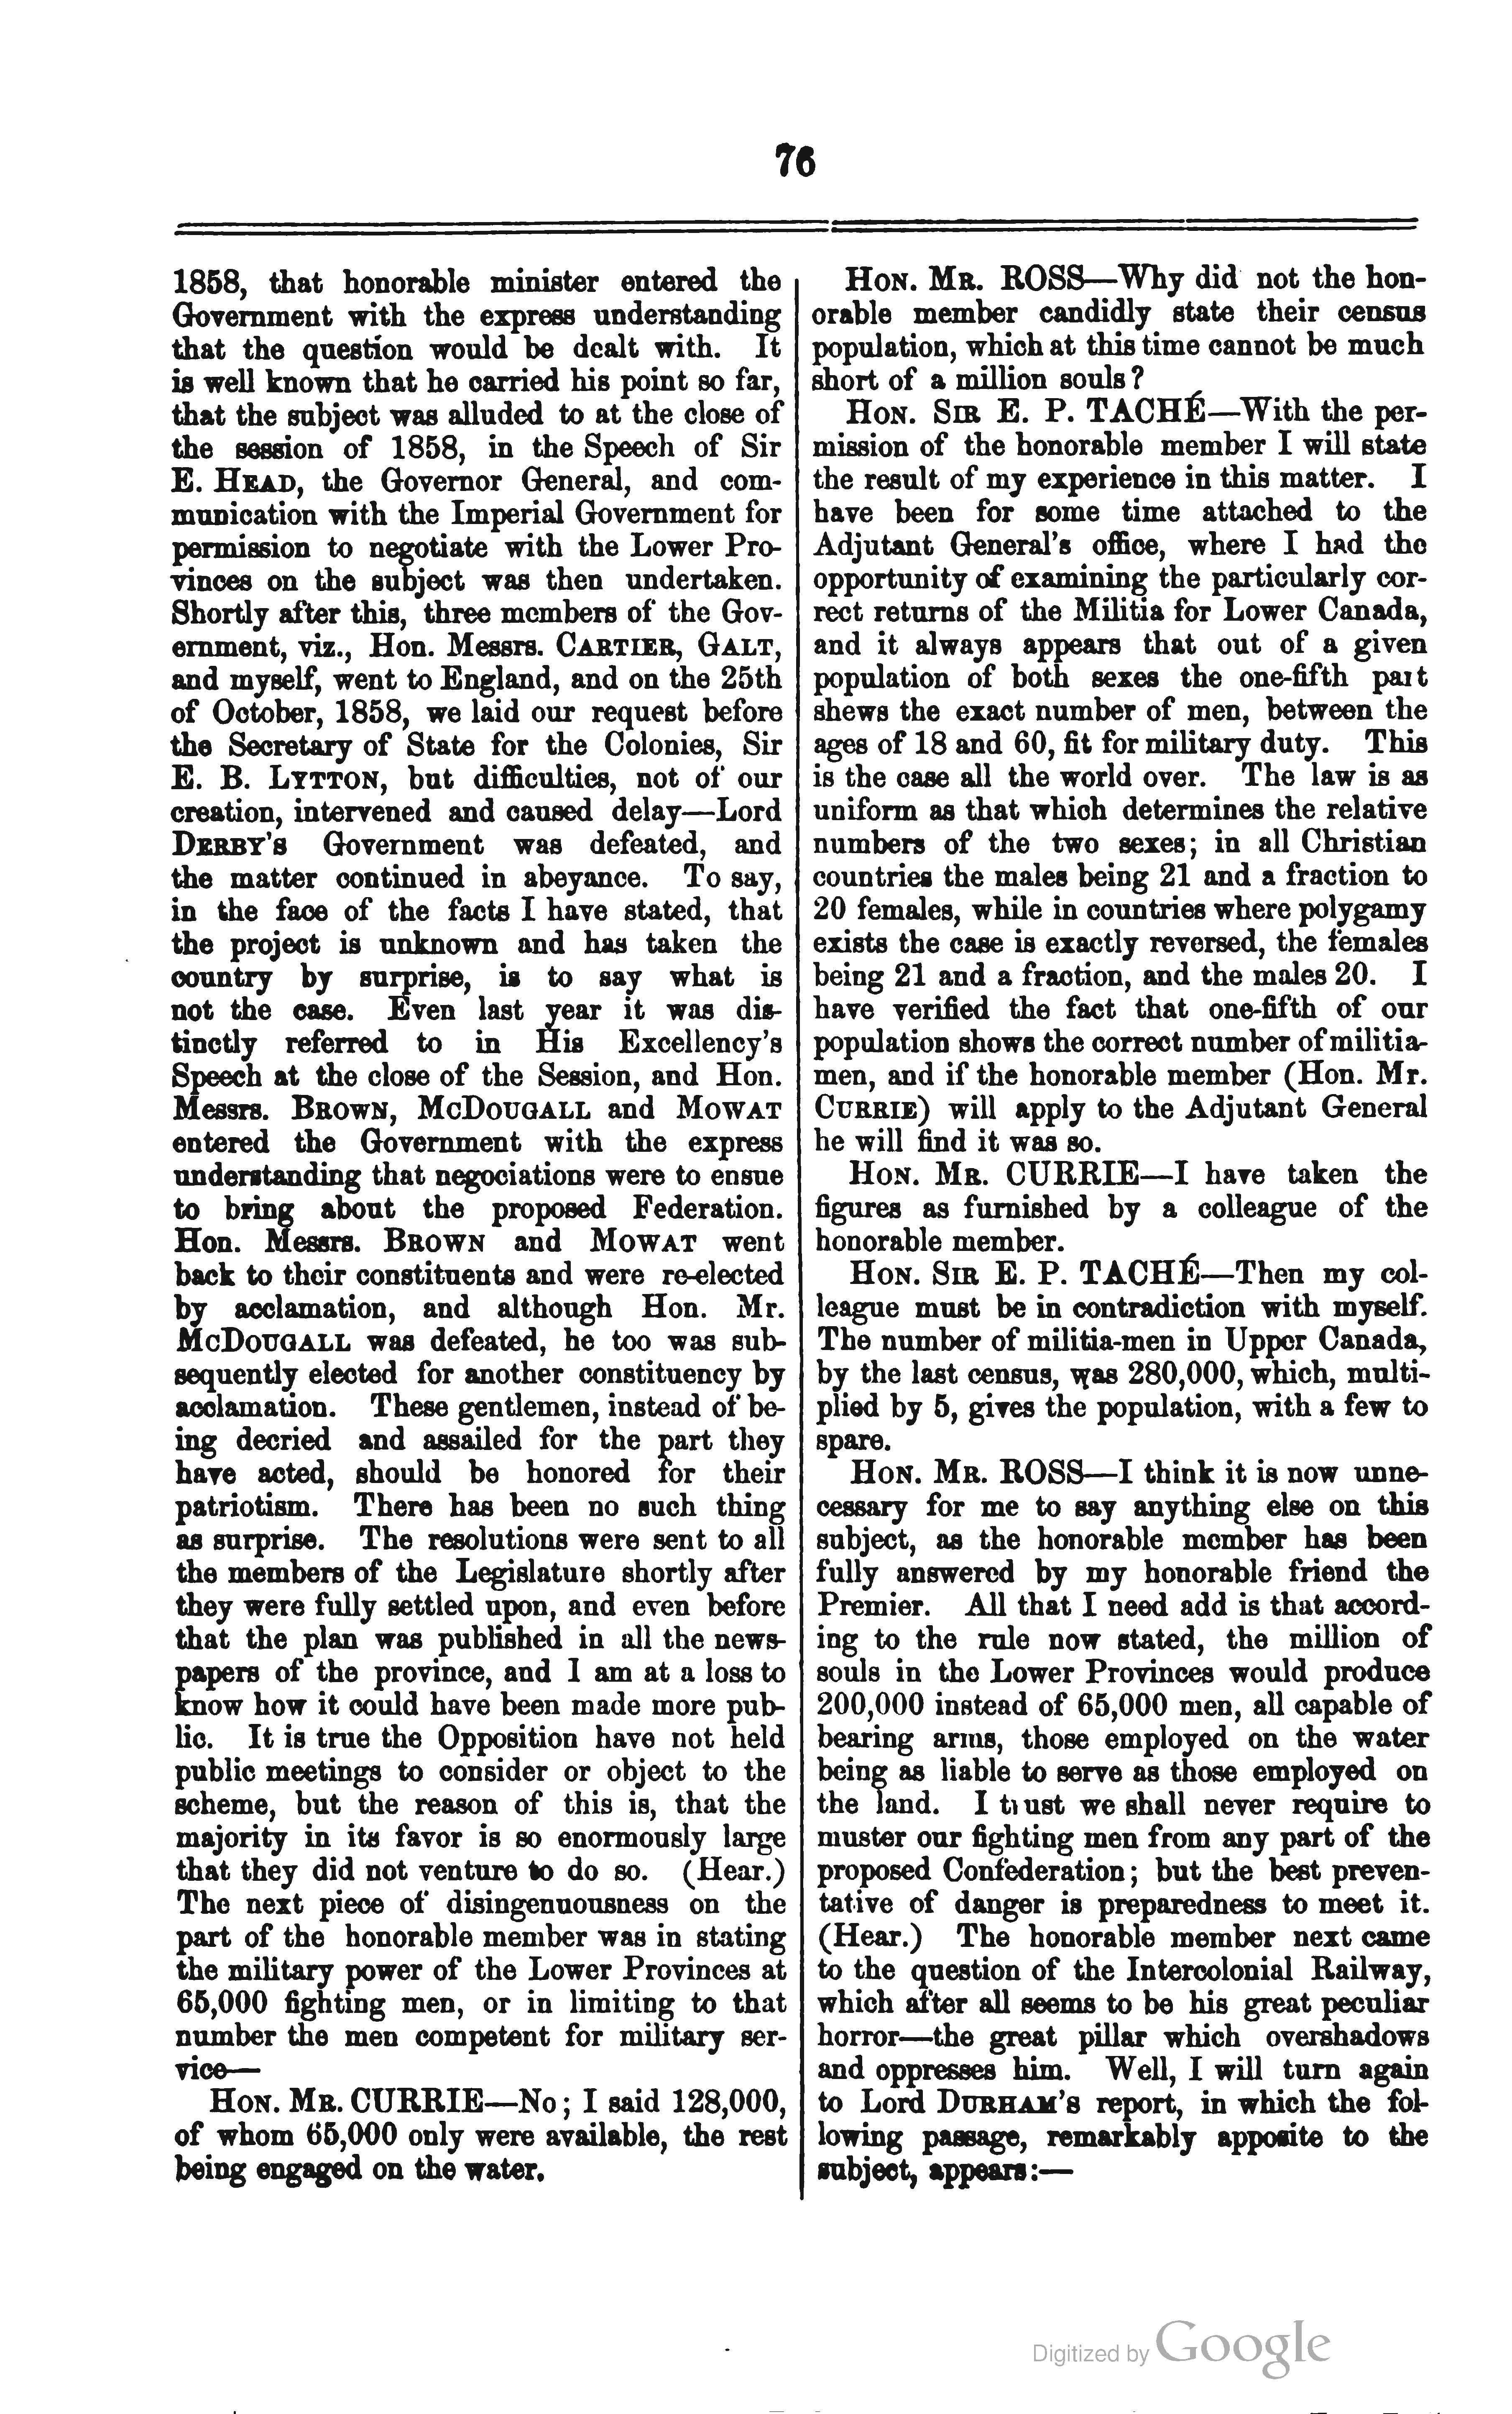 76
1858, that honorable minister entered the
Government with the express understanding
that the question would be dealt with. It
is well known that he carried his point so far,
that the subject was alluded to at the close of
the session of 1858, in the Speech of Sir
E. HEAD, the Governor General, and com-
munication with the Imperial Government for
permission to negotiate with the Lower Pro-
vinces on the subject was then undertaken.
Shortly after this, three members of the Gov-
ernment, viz., Hon. Messrs. CARTIER, GALT,
and myself, went to England, and on the 25th
of October, 1858, we laid our request before
the Secretary of State for the Colonies, Sir
E. B. LYTTON, but difficulties, not of our
creation, intervened and caused delay—Lord
DERBY'S Government was defeated, and
the matter continued in abeyance. To say,
in the face of the facts I have stated, that
the project is unknown and has taken the
country by surprise, is to say what is
not the case. Even last year it was dis-
tinctly referred to in His Excellency's
Speech at the close of the Session, and Hon.
Messrs. BROWN, MCDOUGALL and MOWAT
entered the Government with the express
understanding that negociations were to ensue
to bring about the proposed Federation.
Hon. Messrs. BROWN and MOWAT went
back to their constituents and were re-elected
by acclamation, and although Hon. Mr.
MCDOUGALL was defeated, he too was sub-
sequently elected for another constituency by
acclamation. These gentlemen, instead of be-
ing decried and assailed for the part they
have acted, should be honored for their
patriotism. There has been no such thing
as surprise. The resolutions were sent to all
the members of the Legislature shortly after
they were fully settled upon, and even before
that the plan was published in all the news-
papers of the province, and I am at a loss to
know how it could have been made more pub-
lic. It is true the Opposition have not held
public meetings to consider or object to the
scheme, but the reason of this is, that the
majority in its favor is so enormously large
that they did not venture to do so. (Hear.)
The next piece of disingenuousness on the
part of the honorable member was in stating
the military power of the Lower Provinces at
65,000 fighting men, or in limiting to that
number the men competent for military ser-
vice—
HON. MR. CURRIE—No; I said 128,000,
of whom 65,000 only were available, the rest
being engaged on the water.
HON. MR. ROSS—Why did not the hon-
orable member candidly state their census
population, which at this time cannot be much
short of a million souls?
HON. SIR E. P. TACHÉ—With the per-
mission of the honorable member I will state
the result of my experience in this matter. I
have been for some time attached to the
Adjutant General's office, where I had the
opportunity of examining the particularly cor-
rect returns of the Militia for Lower Canada,
and it always appears that out of a given
population of both sexes the one-fifth part
shews the exact number of men, between the
ages of 18 and 60, fit for military duty. This
is the case all the world over. The law is as
uniform as that which determines the relative
numbers of the two sexes; in all Christian
countries the males being 21 and a fraction to
20 females, while in countries where polygamy
exists the case is exactly reversed, the females
being 21 and a fraction, and the males 20. I
have verified the fact that one-fifth of our
population shows the correct number of militia-
men, and if the honorable member (Hon. Mr.
CURRIE) will apply to the Adjutant General
he will find it was so.
HON. MR. CURRIE—I have taken the
figures as furnished by a colleague of the
honorable member.
HON. SIR E. P. TACHÉ—Then my col-
league must be in contradiction with myself.
The number of militia-men in Upper Canada,
by the last census, was 280,000, which, multi-
plied by 5, gives the population, with a few to
spare.
HON. MR. ROSS—I think it is now unne-
cessary for me to say anything else on this
subject, as the honorable member has been
fully answered by my honorable friend the
Premier. All that I need add is that accord-
ing to the rule now stated, the million of
souls in the Lower Provinces would produce
200,000 instead of 65,000 men, all capable of
bearing arms, those employed on the water
being as liable to serve as those employed on
the land. I trust we shall never require to
muster our fighting men from any part of the
proposed Confederation; but the best preven-
tative of danger is preparedness to meet it.
(Hear.) The honorable member next came
to the question of the Intercolonial Railway,
which after all seems to be his great peculiar
horror—the great pillar which overshadows
and oppresses him. Well, I will turn again
to Lord DURHAM'S report, in which the fol-
lowing passage, remarkably apposite to the
subject, appears:—
Digitized by Google